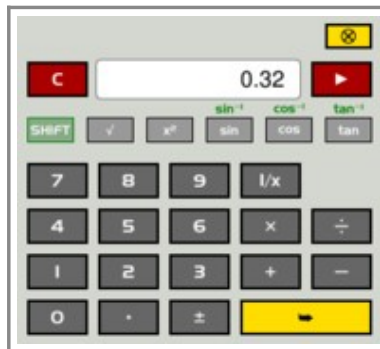 C 0.32
sin⁻¹ cos⁻¹ tan⁻¹
SHIFT √ x² sin cos tan
7 8 9 1/x
4 5 6 × ÷
1 2 3 + −
0 . ±